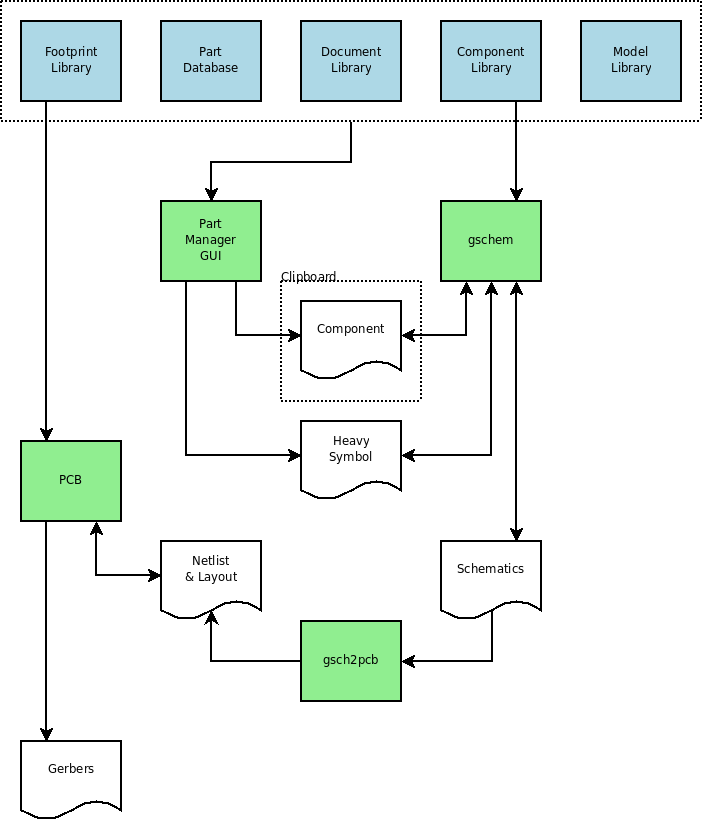 Footprint
Library
Part
Database
Document
Library
Component
Library
Model
Library
Part
Manager
GUI
gschem
Clipboard
Component
Heavy
Symbol
PCB
Netlist
& Layout
Schematics
gsch2pcb
Gerbers